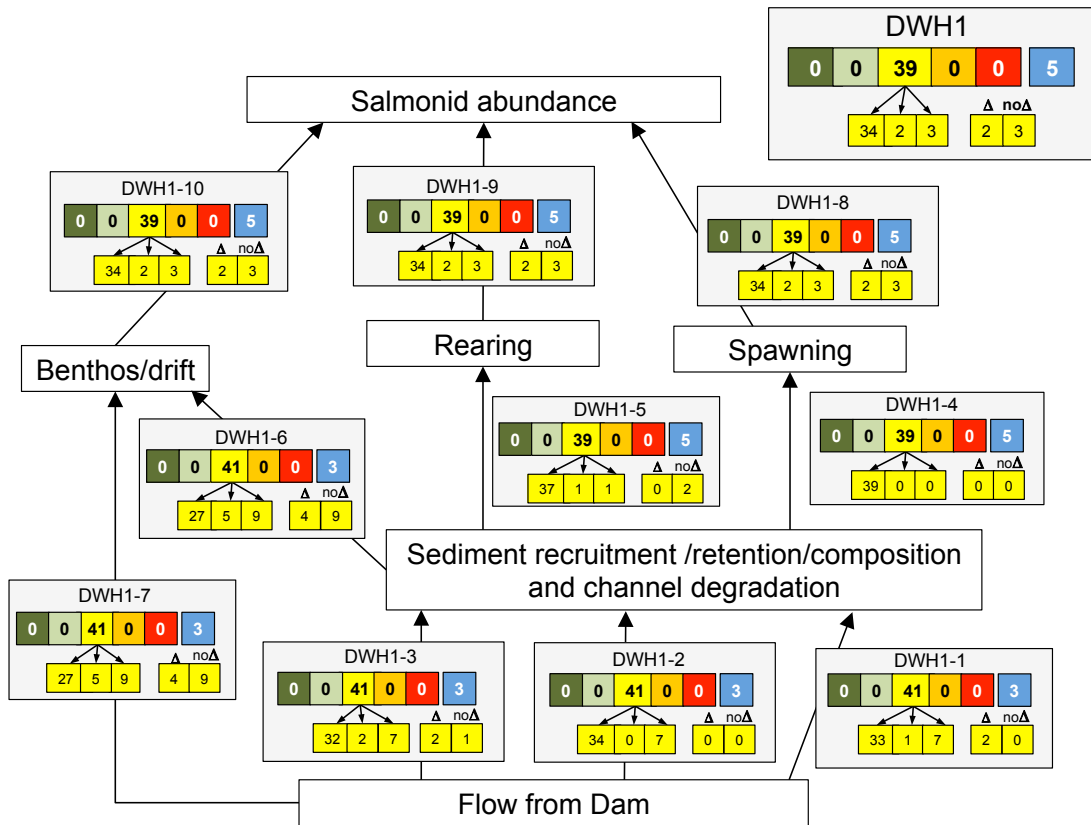 DWH1
0 0 39 0 0 5
Δ noΔ
34 2 3 2 3
Salmonid abundance
DWH1-10
0 0 39 0 0 5
Δ noΔ
34 2 3 2 3
DWH1-9
0 0 39 0 0 5
Δ noΔ
34 2 3 2 3
DWH1-8
0 0 39 0 0 5
Δ noΔ
34 2 3 2 3
Benthos/drift
Rearing
Spawning
DWH1-6
0 0 41 0 0 3
Δ noΔ
27 5 9 4 9
DWH1-5
0 0 39 0 0 5
Δ noΔ
37 1 1 0 2
DWH1-4
0 0 39 0 0 5
Δ noΔ
39 0 0 0 0
Sediment recruitment /retention/composition
and channel degradation
DWH1-7
0 0 41 0 0 3
Δ noΔ
27 5 9 4 9
DWH1-3
0 0 41 0 0 3
Δ noΔ
32 2 7 2 1
DWH1-2
0 0 41 0 0 3
Δ noΔ
34 0 7 0 0
DWH1-1
0 0 41 0 0 3
Δ noΔ
33 1 7 2 0
Flow from Dam